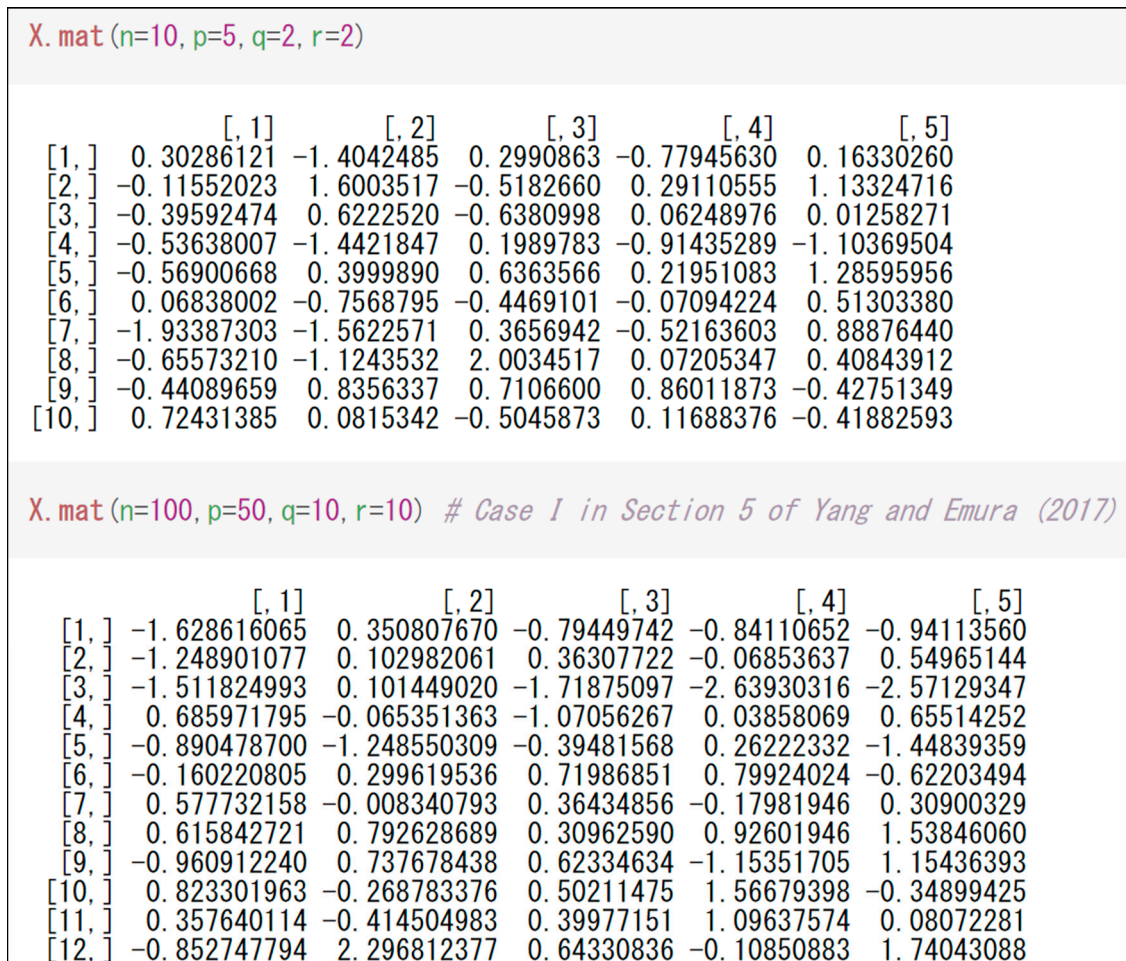 X.mat(n=10,p=5,q=2,r=2)
[,1] [,2] [,3] [,4] [,5]
[1,] 0.30286121 -1.4042485 0.2990863 -0.77945630 0.16330260
[2,] -0.11552023 1.6003517 -0.5182660 0.29110555 1.13324716
[3,] -0.39592474 0.6222520 -0.6380998 0.06248976 0.01258271
[4,] -0.53638007 -1.4421847 0.1989783 -0.91435289 -1.10369504
[5,] -0.56900668 0.3999890 0.6363566 0.21951083 1.28595956
[6,] 0.06838002 -0.7568795 -0.4469101 -0.07094224 0.51303380
[7,] -1.93387303 -1.5622571 0.3656942 -0.52163603 0.88876440
[8,] -0.65573210 -1.1243532 2.0034517 0.07205347 0.40843912
[9,] -0.44089659 0.8356337 0.7106600 0.86011873 -0.42751349
[10,] 0.72431385 0.0815342 -0.5045873 0.11688376 -0.41882593
X.mat(n=100,p=50,q=10,r=10) # Case I in Section 5 of Yang and Emura (2017)
[,1] [,2] [,3] [,4] [,5]
[1,] -1.628616065 0.350807670 -0.79449742 -0.84110652 -0.94113560
[2,] -1.248901077 0.102982061 0.36307722 -0.06853637 0.54965144
[3,] -1.511824993 0.101449020 -1.71875097 -2.63930316 -2.57129347
[4,] 0.685971795 -0.065351363 -1.07056267 0.03858069 0.65514252
[5,] -0.890478700 -1.248550309 -0.39481568 0.26222332 -1.44839359
[6,] -0.160220805 0.299619536 0.71986851 0.79924024 -0.62203494
[7,] 0.577732158 -0.008340793 0.36434856 -0.17981946 0.30900329
[8,] 0.615842721 0.792628689 0.30962590 0.92601946 1.53846060
[9,] -0.960912240 0.737678438 0.62334634 -1.15351705 1.15436393
[10,] 0.823301963 -0.268783376 0.50211475 1.56679398 -0.34899425
[11,] 0.357640114 -0.414504983 0.39977151 1.09637574 0.08072281
[12,] -0.852747794 2.296812377 0.64330836 -0.10850883 1.74043088